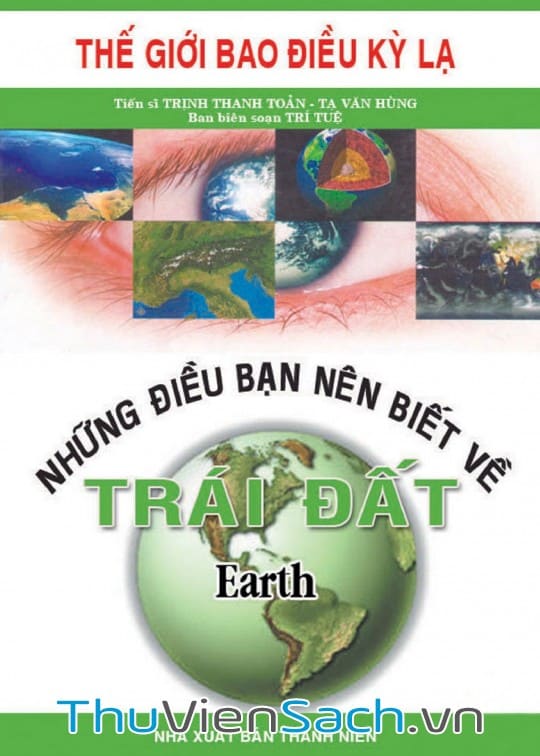 THẾ GIỚI BAO ĐIỀU KỲ LẠ
Tiến sĩ TRỊNH THANH TOẢN - TẠ VĂN HÙNG
Ban biên soạn TRÍ TUỆ
NHỮNG ĐIỀU BẠN NÊN BIẾT VỀ
TRÁI ĐẤT
Earth
ThuVienSach.vn
NHÀ XUẤT BẢN THANH NIÊN